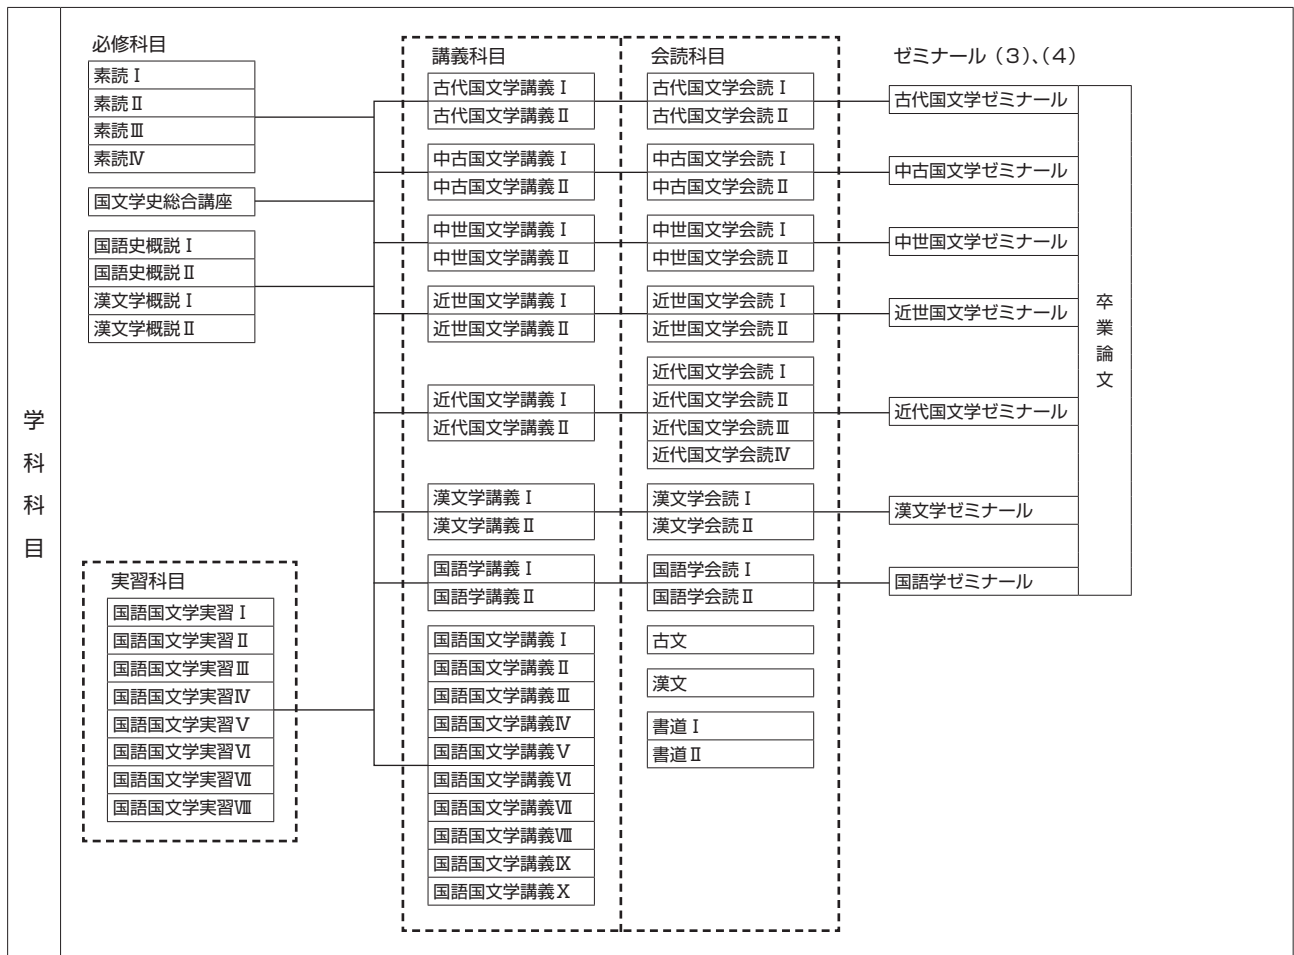 学科科目
必修科目
素読Ⅰ
素読Ⅱ
素読Ⅲ
素読Ⅳ
国文学史総合講座
国語史概説Ⅰ
国語史概説Ⅱ
漢文学概説Ⅰ
漢文学概説Ⅱ
実習科目
国語国文学実習Ⅰ
国語国文学実習Ⅱ
国語国文学実習Ⅲ
国語国文学実習Ⅳ
国語国文学実習Ⅴ
国語国文学実習Ⅵ
国語国文学実習Ⅶ
国語国文学実習Ⅷ
講義科目
古代国文学講義Ⅰ
古代国文学講義Ⅱ
中古国文学講義Ⅰ
中古国文学講義Ⅱ
中世国文学講義Ⅰ
中世国文学講義Ⅱ
近世国文学講義Ⅰ
近世国文学講義Ⅱ
近代国文学講義Ⅰ
近代国文学講義Ⅱ
漢文学講義Ⅰ
漢文学講義Ⅱ
国語学講義Ⅰ
国語学講義Ⅱ
国語国文学講義Ⅰ
国語国文学講義Ⅱ
国語国文学講義Ⅲ
国語国文学講義Ⅳ
国語国文学講義Ⅴ
国語国文学講義Ⅵ
国語国文学講義Ⅶ
国語国文学講義Ⅷ
国語国文学講義Ⅸ
国語国文学講義Ⅹ
会読科目
古代国文学会読Ⅰ
古代国文学会読Ⅱ
中古国文学会読Ⅰ
中古国文学会読Ⅱ
中世国文学会読Ⅰ
中世国文学会読Ⅱ
近世国文学会読Ⅰ
近世国文学会読Ⅱ
近代国文学会読Ⅰ
近代国文学会読Ⅱ
近代国文学会読Ⅲ
近代国文学会読Ⅳ
漢文学会読Ⅰ
漢文学会読Ⅱ
国語学会読Ⅰ
国語学会読Ⅱ
古文
漢文
書道Ⅰ
書道Ⅱ
ゼミナール（3）、（4）
古代国文学ゼミナール
中古国文学ゼミナール
中世国文学ゼミナール
近世国文学ゼミナール
近代国文学ゼミナール
漢文学ゼミナール
国語学ゼミナール
卒業論文